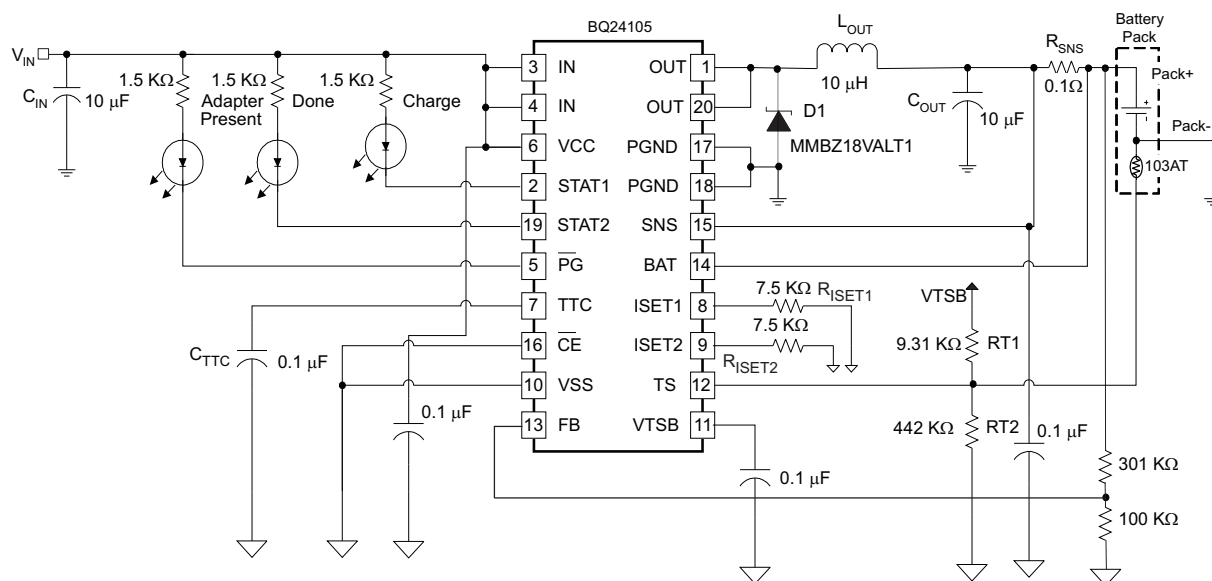 BQ24105
V_IN
C_IN
10 μF
1.5 KΩ
Adapter
Present
1.5 KΩ
Done
1.5 KΩ
Charge
3 IN
4 IN
6 VCC
2 STAT1
19 STAT2
5 P̅G̅
7 TTC
16 C̅E̅
10 VSS
13 FB
OUT 1
OUT 20
PGND 17
PGND 18
SNS 15
BAT 14
ISET1 8
ISET2 9
TS 12
VTSB 11
L_OUT
10 μH
D1
MMBZ18VALT1
C_OUT
10 μF
R_SNS
0.1Ω
Battery
Pack
Pack+
+
-
Pack-
103AT
7.5 KΩ
R_ISET1
7.5 KΩ
R_ISET2
VTSB
9.31 KΩ
RT1
442 KΩ
RT2
0.1 μF
301 KΩ
100 KΩ
C_TTC
0.1 μF
0.1 μF
0.1 μF